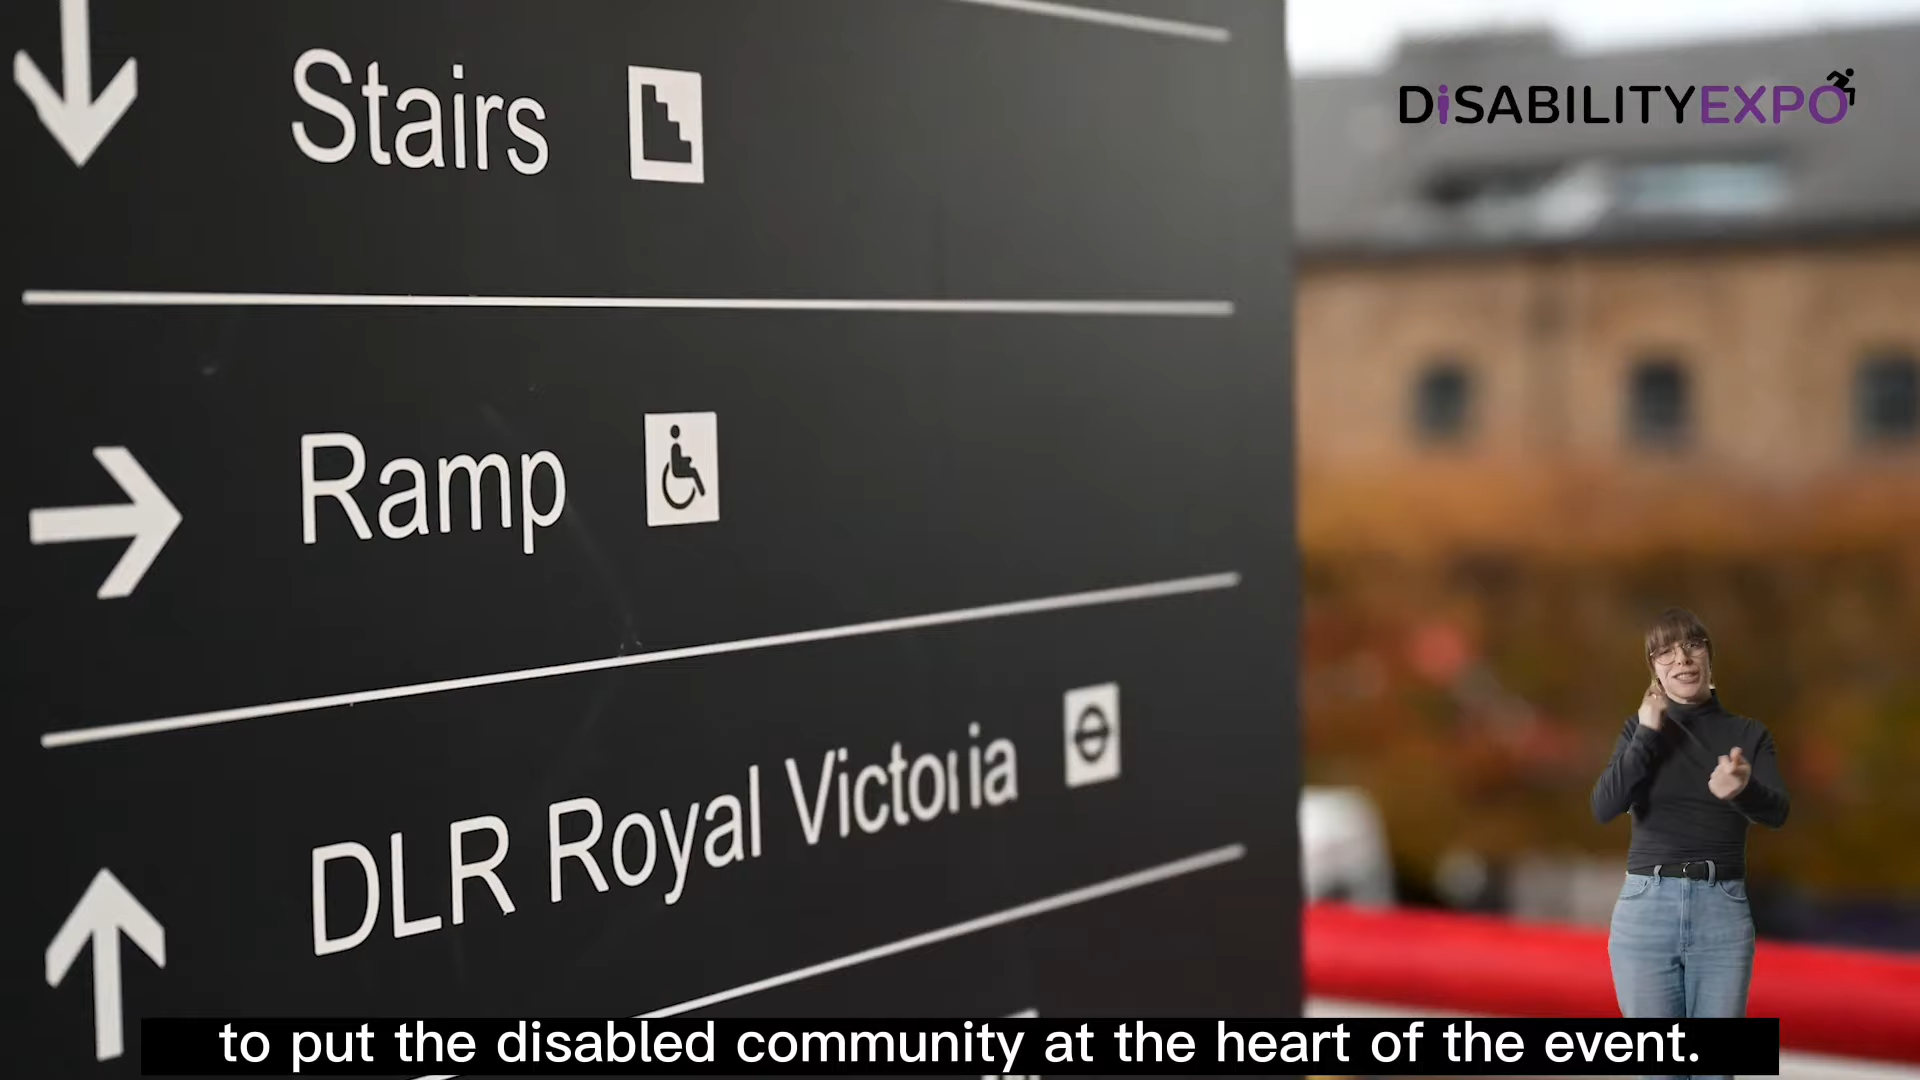 Stairs
DiSABILITYEXPO
Ramp
DLR Royal Victoria
to put the disabled community at the heart of the event.